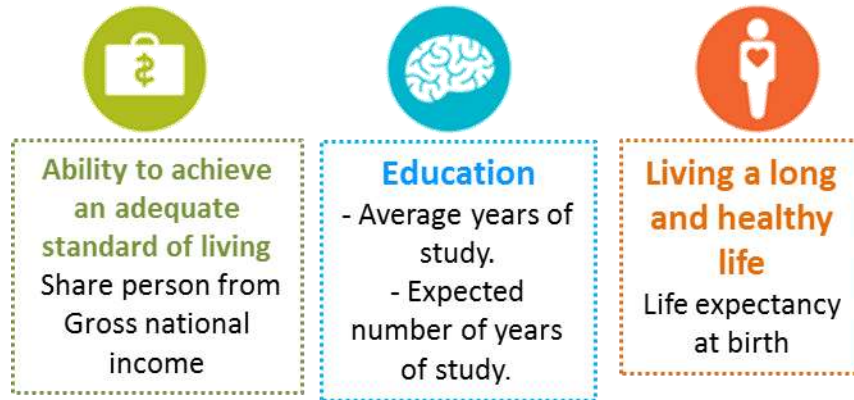 $
Ability to achieve
an adequate
standard of living
Share person from
Gross national
income
Education
- Average years of
study.
- Expected
number of years
of study.
Living a long
and healthy
life
Life expectancy
at birth